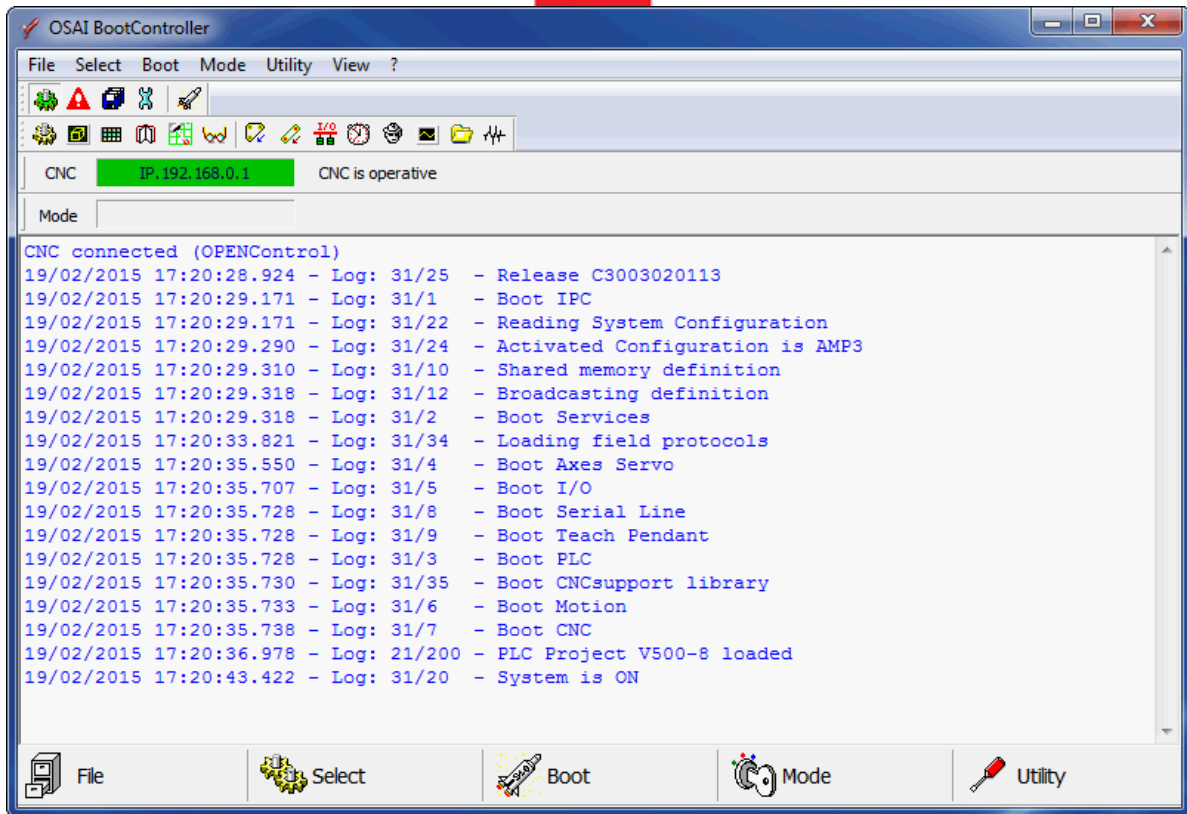 OSAI BootController
File Select Boot Mode Utility View ?
I/O
CNC IP.192.168.0.1 CNC is operative
Mode
CNC connected (OPENControl)
19/02/2015 17:20:28.924 - Log: 31/25 - Release C3003020113
19/02/2015 17:20:29.171 - Log: 31/1 - Boot IPC
19/02/2015 17:20:29.171 - Log: 31/22 - Reading System Configuration
19/02/2015 17:20:29.290 - Log: 31/24 - Activated Configuration is AMP3
19/02/2015 17:20:29.310 - Log: 31/10 - Shared memory definition
19/02/2015 17:20:29.318 - Log: 31/12 - Broadcasting definition
19/02/2015 17:20:29.318 - Log: 31/2 - Boot Services
19/02/2015 17:20:33.821 - Log: 31/34 - Loading field protocols
19/02/2015 17:20:35.550 - Log: 31/4 - Boot Axes Servo
19/02/2015 17:20:35.707 - Log: 31/5 - Boot I/O
19/02/2015 17:20:35.728 - Log: 31/8 - Boot Serial Line
19/02/2015 17:20:35.728 - Log: 31/9 - Boot Teach Pendant
19/02/2015 17:20:35.728 - Log: 31/3 - Boot PLC
19/02/2015 17:20:35.730 - Log: 31/35 - Boot CNCsupport library
19/02/2015 17:20:35.733 - Log: 31/6 - Boot Motion
19/02/2015 17:20:35.738 - Log: 31/7 - Boot CNC
19/02/2015 17:20:36.978 - Log: 21/200 - PLC Project V500-8 loaded
19/02/2015 17:20:43.422 - Log: 31/20 - System is ON
File Select Boot Mode Utility